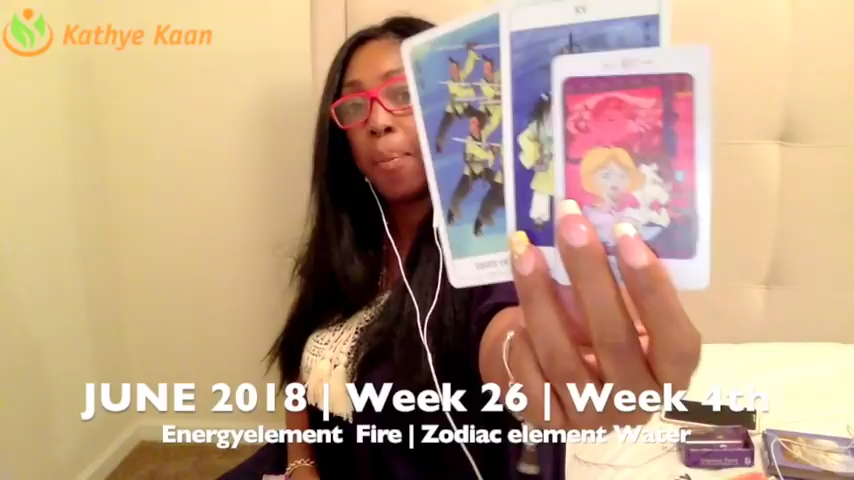 Kathye Kaan
JUNE 2018 | Week 26 | Week 4th
Energyelement Fire | Zodiac element Water